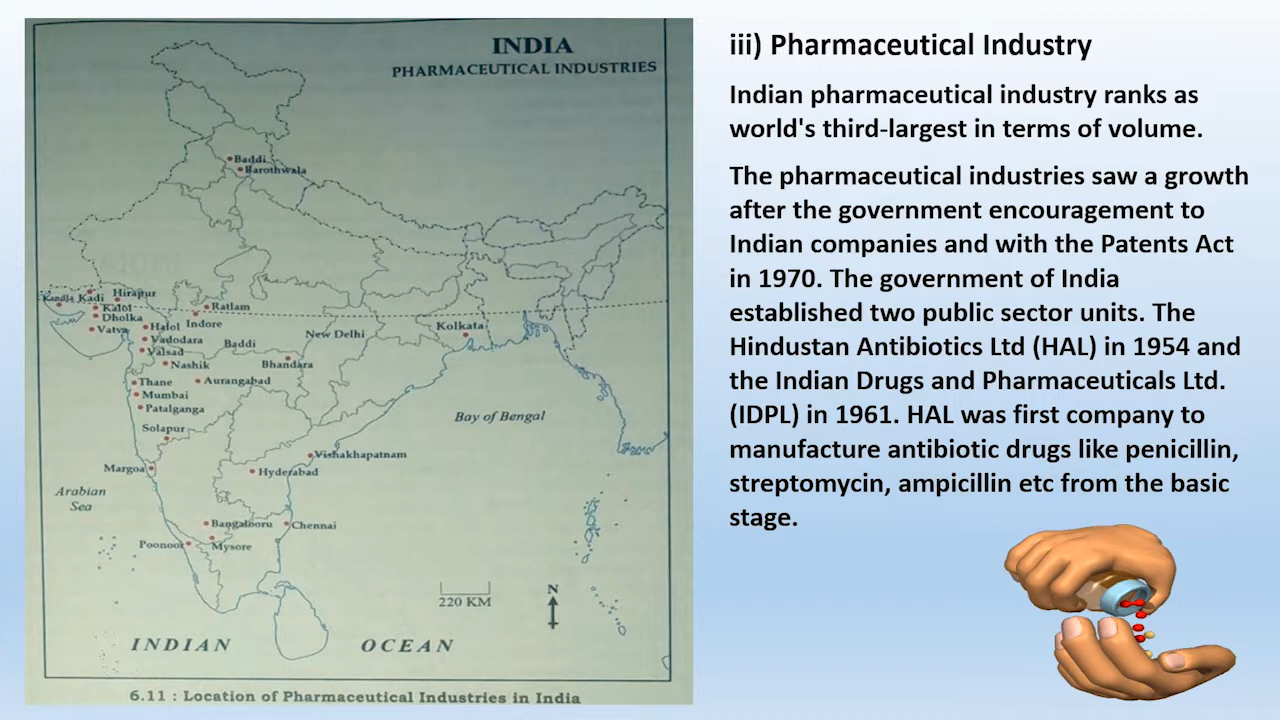 INDIA
PHARMACEUTICAL INDUSTRIES
Baddi
Barothwala
Kandla Kadi Hirapur
Kalol
Dholka
Vatva
Ratlam
Indore
Halol
Vadodara
Valsad
Baddi
New Delhi
Kolkata
Nashik
Bhandara
Thane
Aurangabad
Mumbai
Patalganga
Solapur
Bay of Bengal
Vishakhapatnam
Margoa
Hyderabad
Arabian
Sea
Bangalooru
Chennai
Poonoor
Mysore
220 KM
N
INDIAN OCEAN
6.11 : Location of Pharmaceutical Industries in India
iii) Pharmaceutical Industry
Indian pharmaceutical industry ranks as
world's third-largest in terms of volume.
The pharmaceutical industries saw a growth
after the government encouragement to
Indian companies and with the Patents Act
in 1970. The government of India
established two public sector units. The
Hindustan Antibiotics Ltd (HAL) in 1954 and
the Indian Drugs and Pharmaceuticals Ltd.
(IDPL) in 1961. HAL was first company to
manufacture antibiotic drugs like penicillin,
streptomycin, ampicillin etc from the basic
stage.